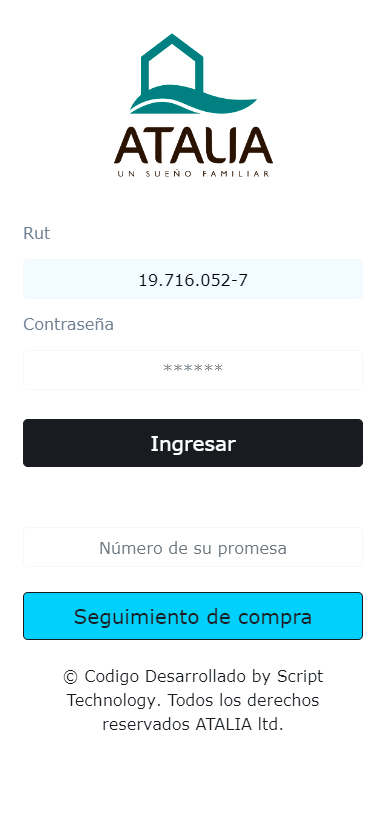 ATALIA
UN SUEÑO FAMILIAR
Rut
19.716.052-7
Contraseña
******
Ingresar
Número de su promesa
Seguimiento de compra
© Codigo Desarrollado by Script
Technology. Todos los derechos
reservados ATALIA ltd.